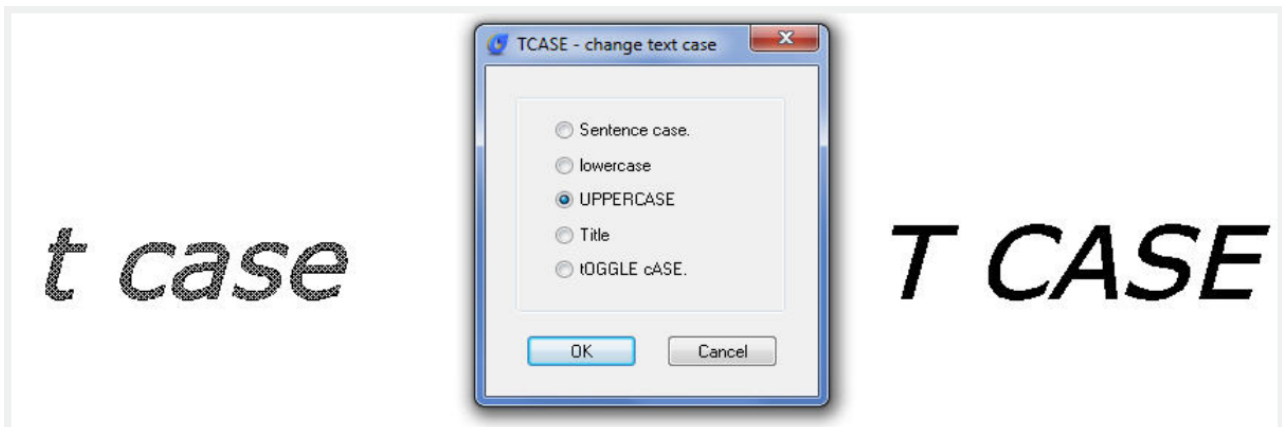 TCASE - change text case
Sentence case.
lowercase
UPPERCASE
Title
tOGGLE cASE.
t case
T CASE
OK
Cancel